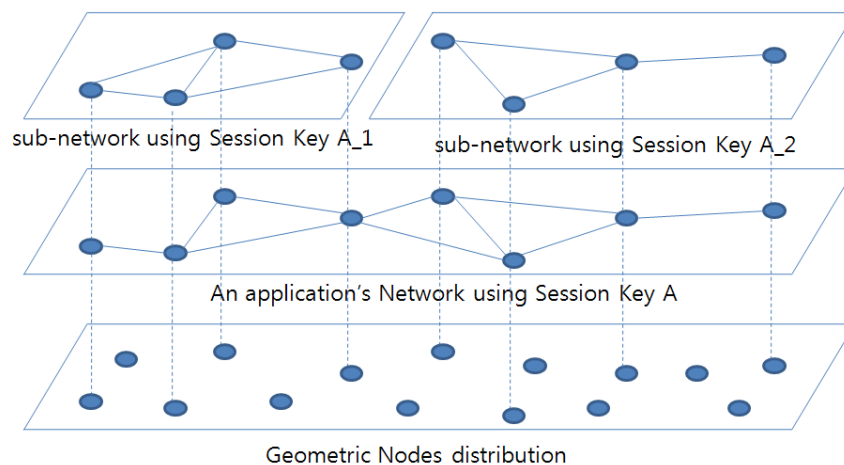 sub-network using Session Key A_1
sub-network using Session Key A_2
An application's Network using Session Key A
Geometric Nodes distribution